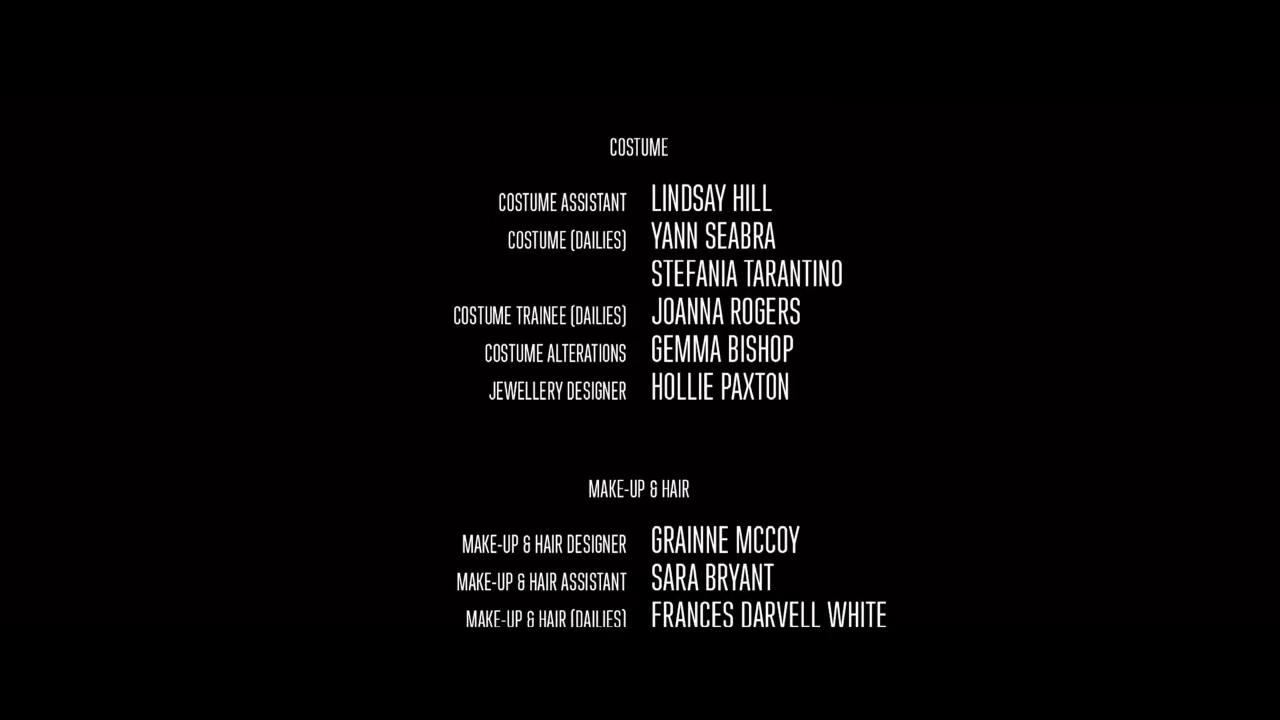 COSTUME
COSTUME ASSISTANT LINDSAY HILL
COSTUME (DAILIES) YANN SEABRA
STEFANIA TARANTINO
COSTUME TRAINEE (DAILIES) JOANNA ROGERS
COSTUME ALTERATIONS GEMMA BISHOP
JEWELLERY DESIGNER HOLLIE PAXTON
MAKE-UP & HAIR
MAKE-UP & HAIR DESIGNER GRAINNE MCCOY
MAKE-UP & HAIR ASSISTANT SARA BRYANT
MAKE-UP & HAIR (DAILIES) FRANCES DARVELL WHITE